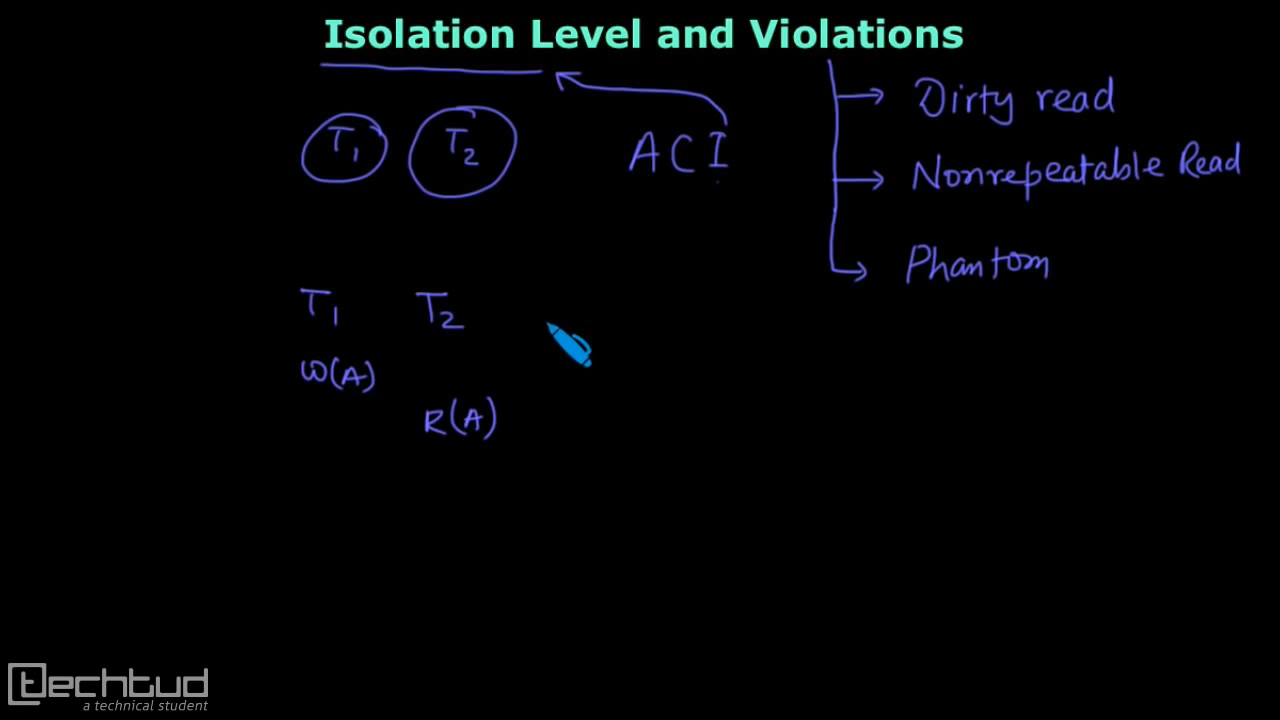 Isolation Level and Violations
T1 T2 ACI
Dirty read
Nonrepeatable Read
Phantom
T1 T2
W(A)
R(A)
techtud
a technical student